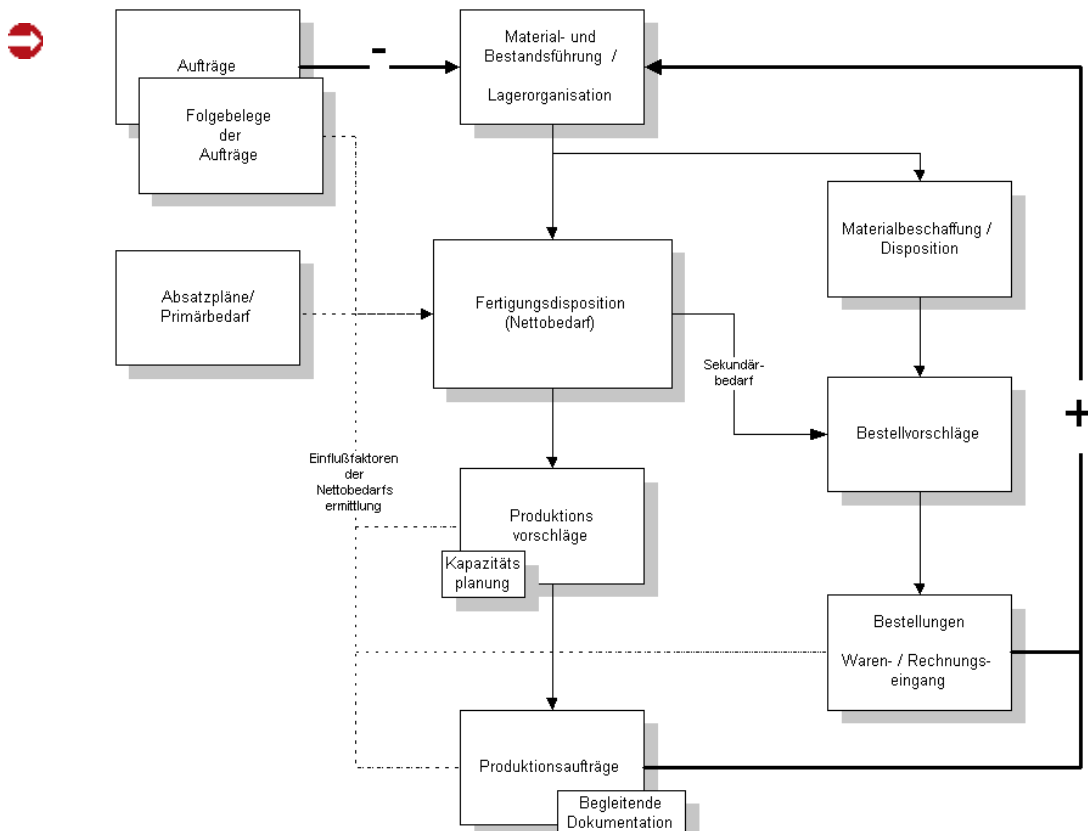 Aufträge
-
Material- und
Bestandsführung /
Lagerorganisation
Folgebelege
der
Aufträge
Materialbeschaffung /
Disposition
Absatzpläne/
Primärbedarf
Fertigungsdisposition
(Nettobedarf)
Sekundär-
bedarf
+
Bestellvorschläge
Einflußfaktoren
der
Nettobedarfs
ermittlung
Produktions
vorschläge
Kapazitäts
planung
Bestellungen
Waren- / Rechnungs-
eingang
Produktionsaufträge
Begleitende
Dokumentation